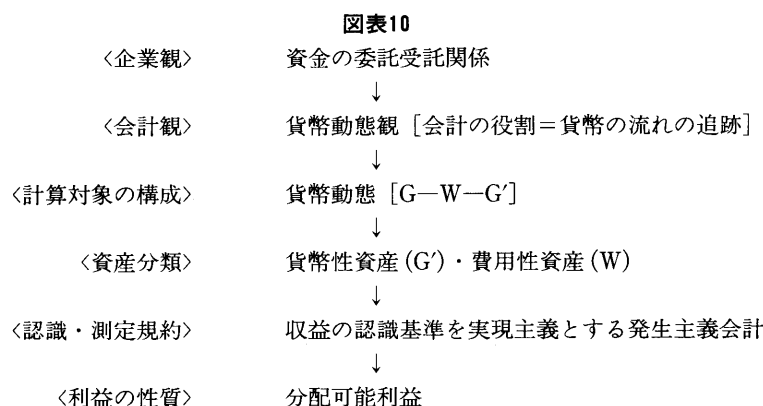 図表10
〈企業観〉 資金の委託受託関係
↓
〈会計観〉 貨幣動態観［会計の役割＝貨幣の流れの追跡］
↓
〈計算対象の構成〉 貨幣動態［G—W—G′］
↓
〈資産分類〉 貨幣性資産(G′)・費用性資産(W)
↓
〈認識・測定規約〉 収益の認識基準を実現主義とする発生主義会計
↓
〈利益の性質〉 分配可能利益